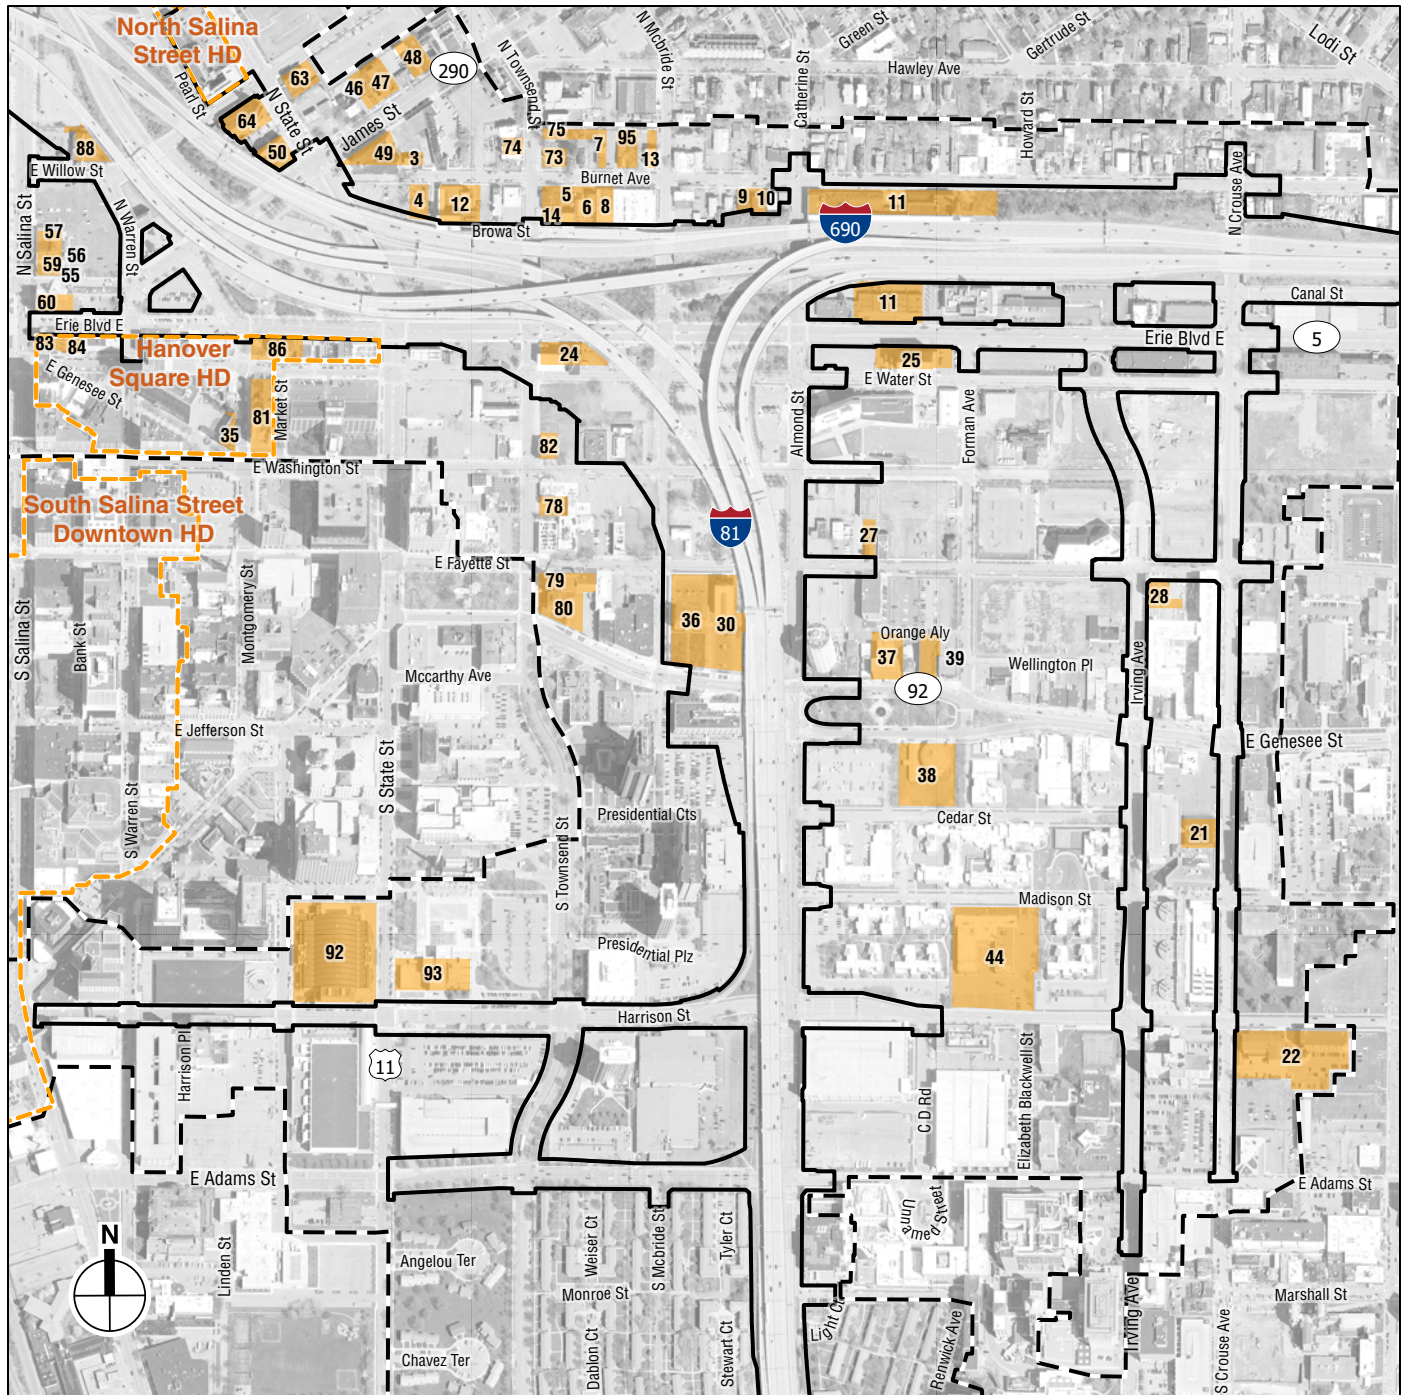 North Salina
Street HD
Pearl St
N State St
63
46
47
48
290
N Townsend St
N McBride St
Catherine St
Green St
Gertrude St
Lodi St
Hawley Ave
Howard St
64
50
James St
49
3
74
75
73
7
95
13
Burnet Ave
88
E Willow St
4
12
5
14
6
8
9
10
11
N Crouse Ave
Browa St
690
N Salina St
N Warren St
57
56
59
55
60
Erie Blvd E
11
Canal St
Erie Blvd E
5
83
84
Hanover
Square HD
86
E Genesee St
Market St
81
35
24
25
E Water St
Almond St
Forman Ave
82
E Washington St
South Salina Street
Downtown HD
78
81
27
E Fayette St
79
80
36
30
28
S Salina St
Bank St
Montgomery St
Mccarthy Ave
Orange Aly
37
39
92
Wellington Pl
Irving Ave
E Jefferson St
E Genesee St
S State St
S Warren St
38
Presidential Cts
Cedar St
21
S Townsend St
Madison St
92
93
Presidential Plz
44
Harrison St
Harrison Pl
11
C D Rd
Elizabeth Blackwell St
22
E Adams St
E Adams St
Unnamed Street
N
Linden St
Angelou Ter
Weiser Ct
S McBride St
Tyler Ct
Monroe St
Marshall St
Chavez Ter
Dablon Ct
Stewart Ct
Light Ct
Renwick Ave
Irving Ave
S Crouse Ave